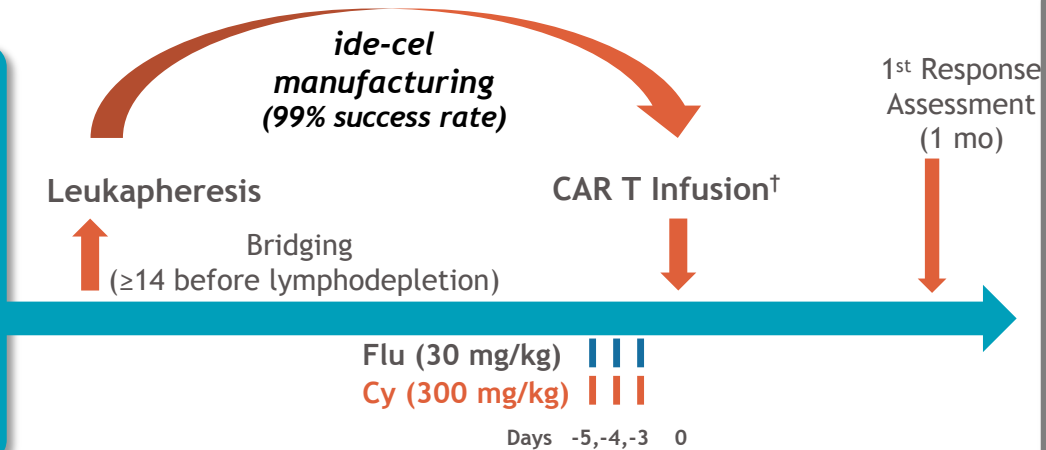 ide-cel
manufacturing
(99% success rate)
1st Response
Assessment
(1 mo)
Leukapheresis
CAR T Infusion†
Bridging
(≥14 before lymphodepletion)
Flu (30 mg/kg)
Cy (300 mg/kg)
Days -5,-4,-3 0